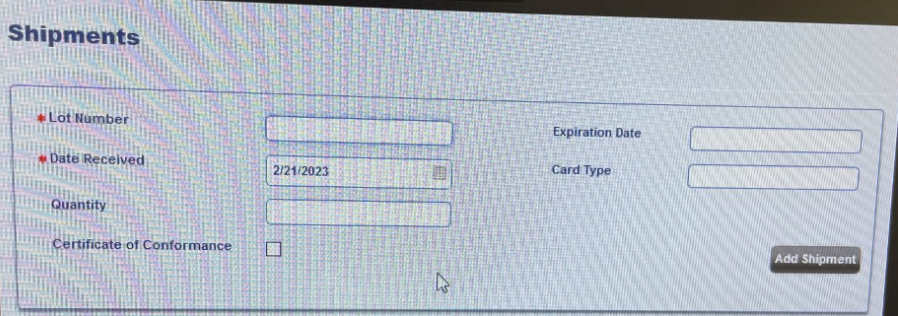 Shipments
* Lot Number
Expiration Date
* Date Received 2/21/2023
Card Type
Quantity
Certificate of Conformance
Add Shipment